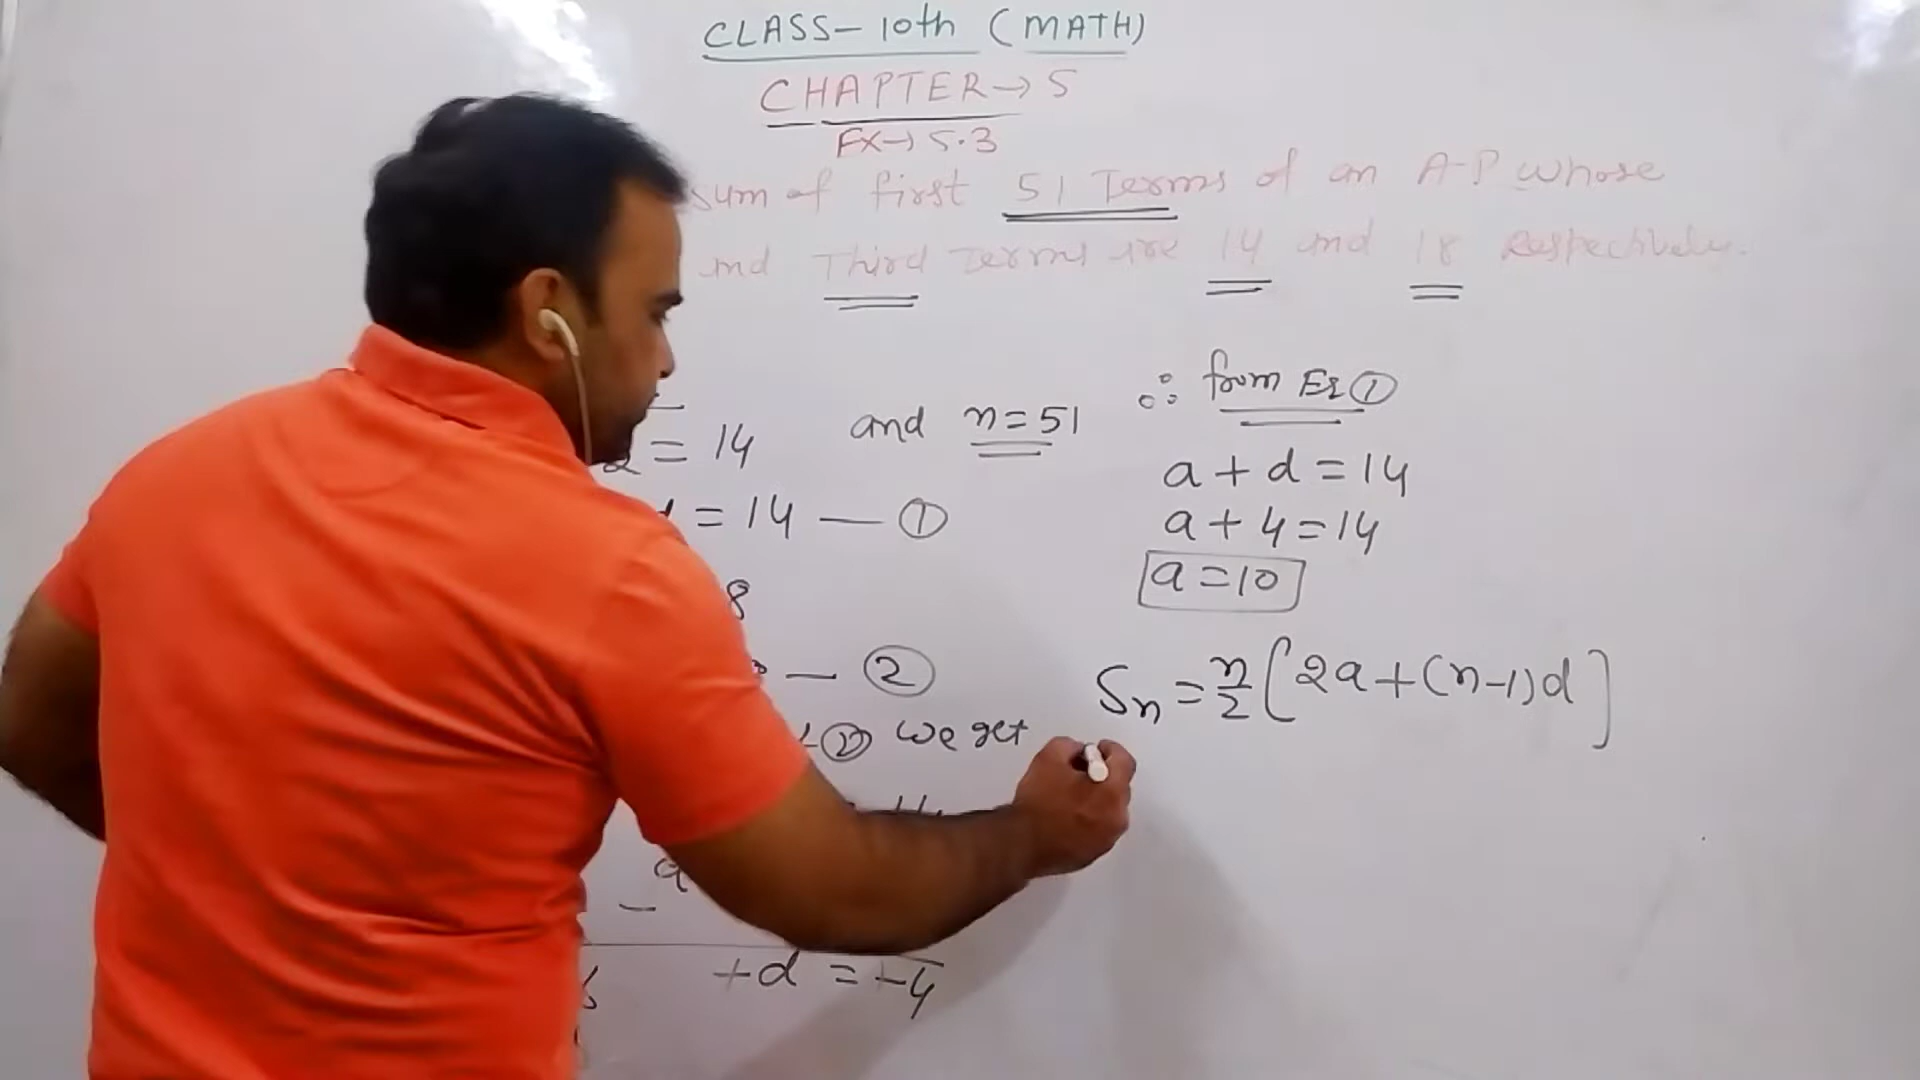 CLASS- 10th (MATH)
CHAPTER→ 5
EX→ 5.3
sum of first 51 Terms of an A-P whose
and Third Terms are 14 and 18 Respectively.
2 = 14 and n=51
= 14 — ①
8
— ②
② we get
a
-
+d = +4
∴ from Eq ①
a + d = 14
a + 4 = 14
a = 10
Sn = n/2 [2a + (n-1)d]